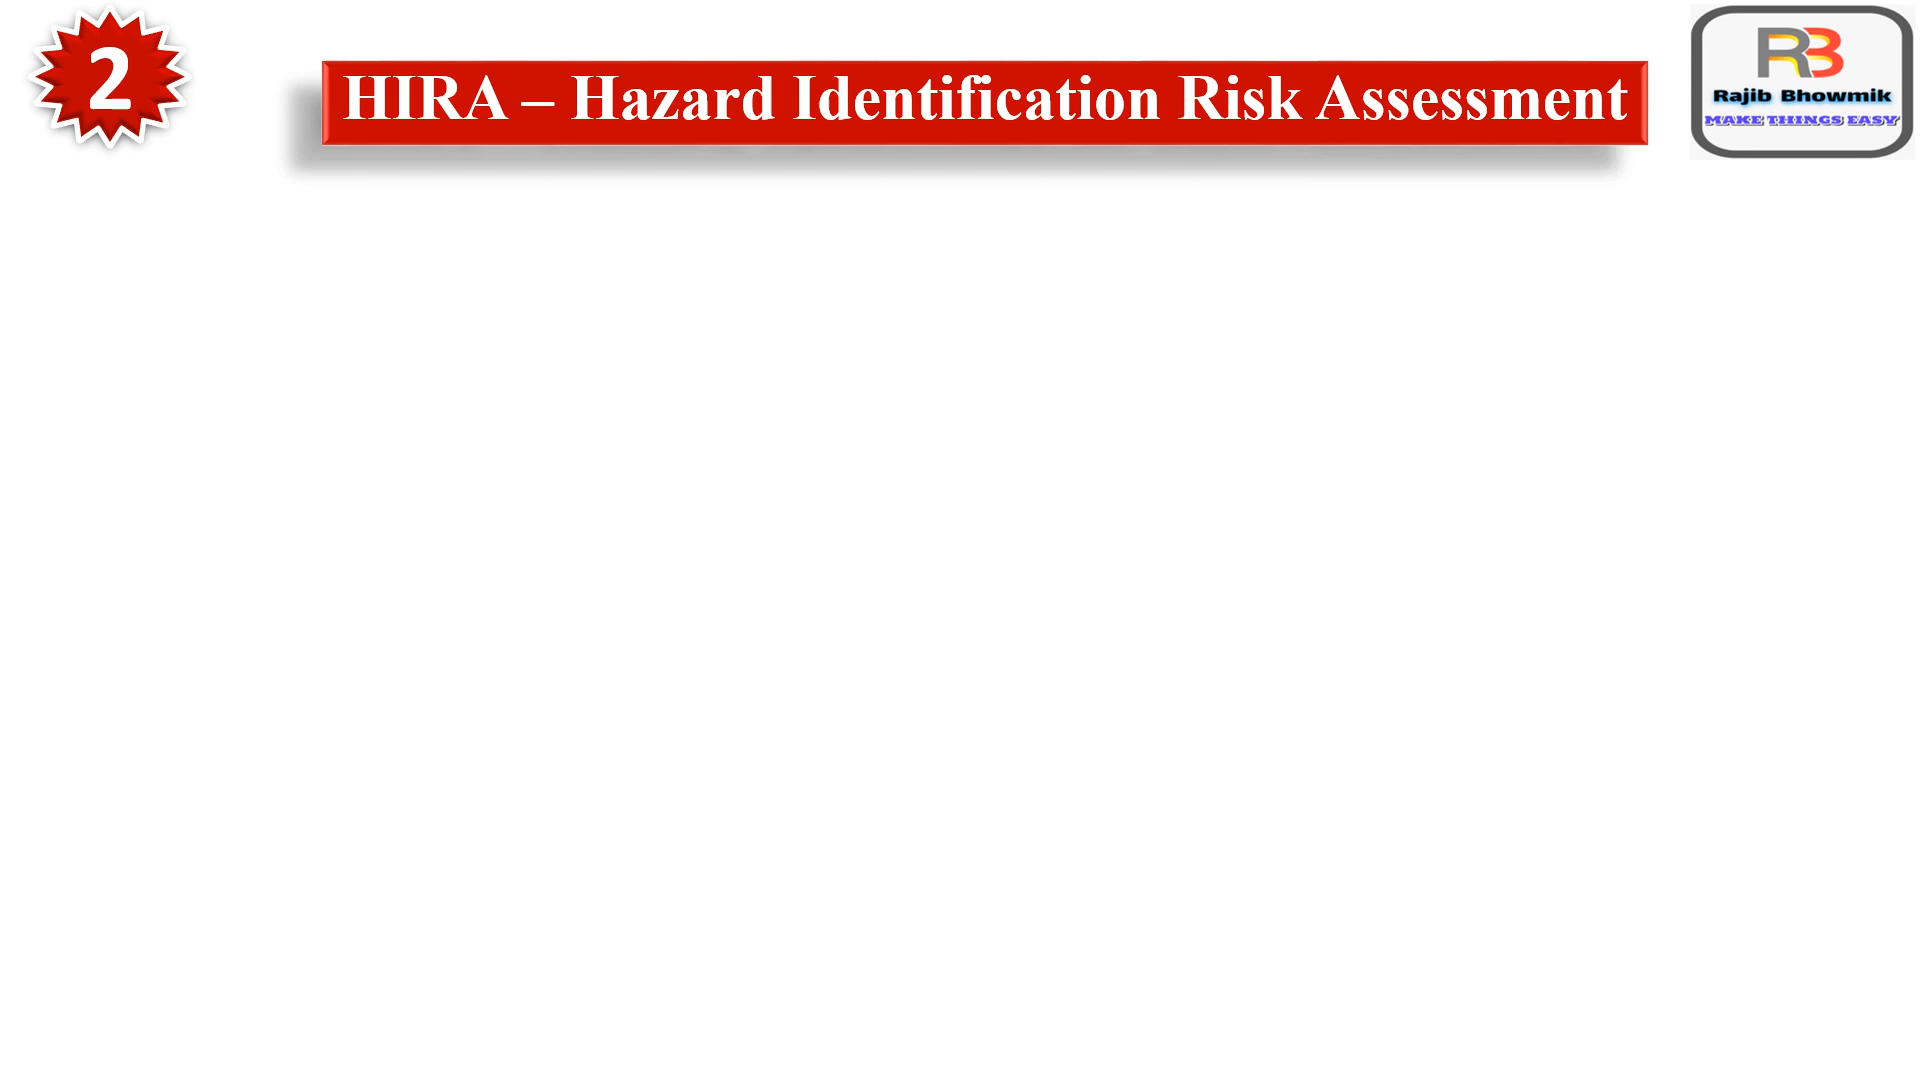 2
HIRA – Hazard Identification Risk Assessment
RB
Rajib Bhowmik
MAKE THINGS EASY